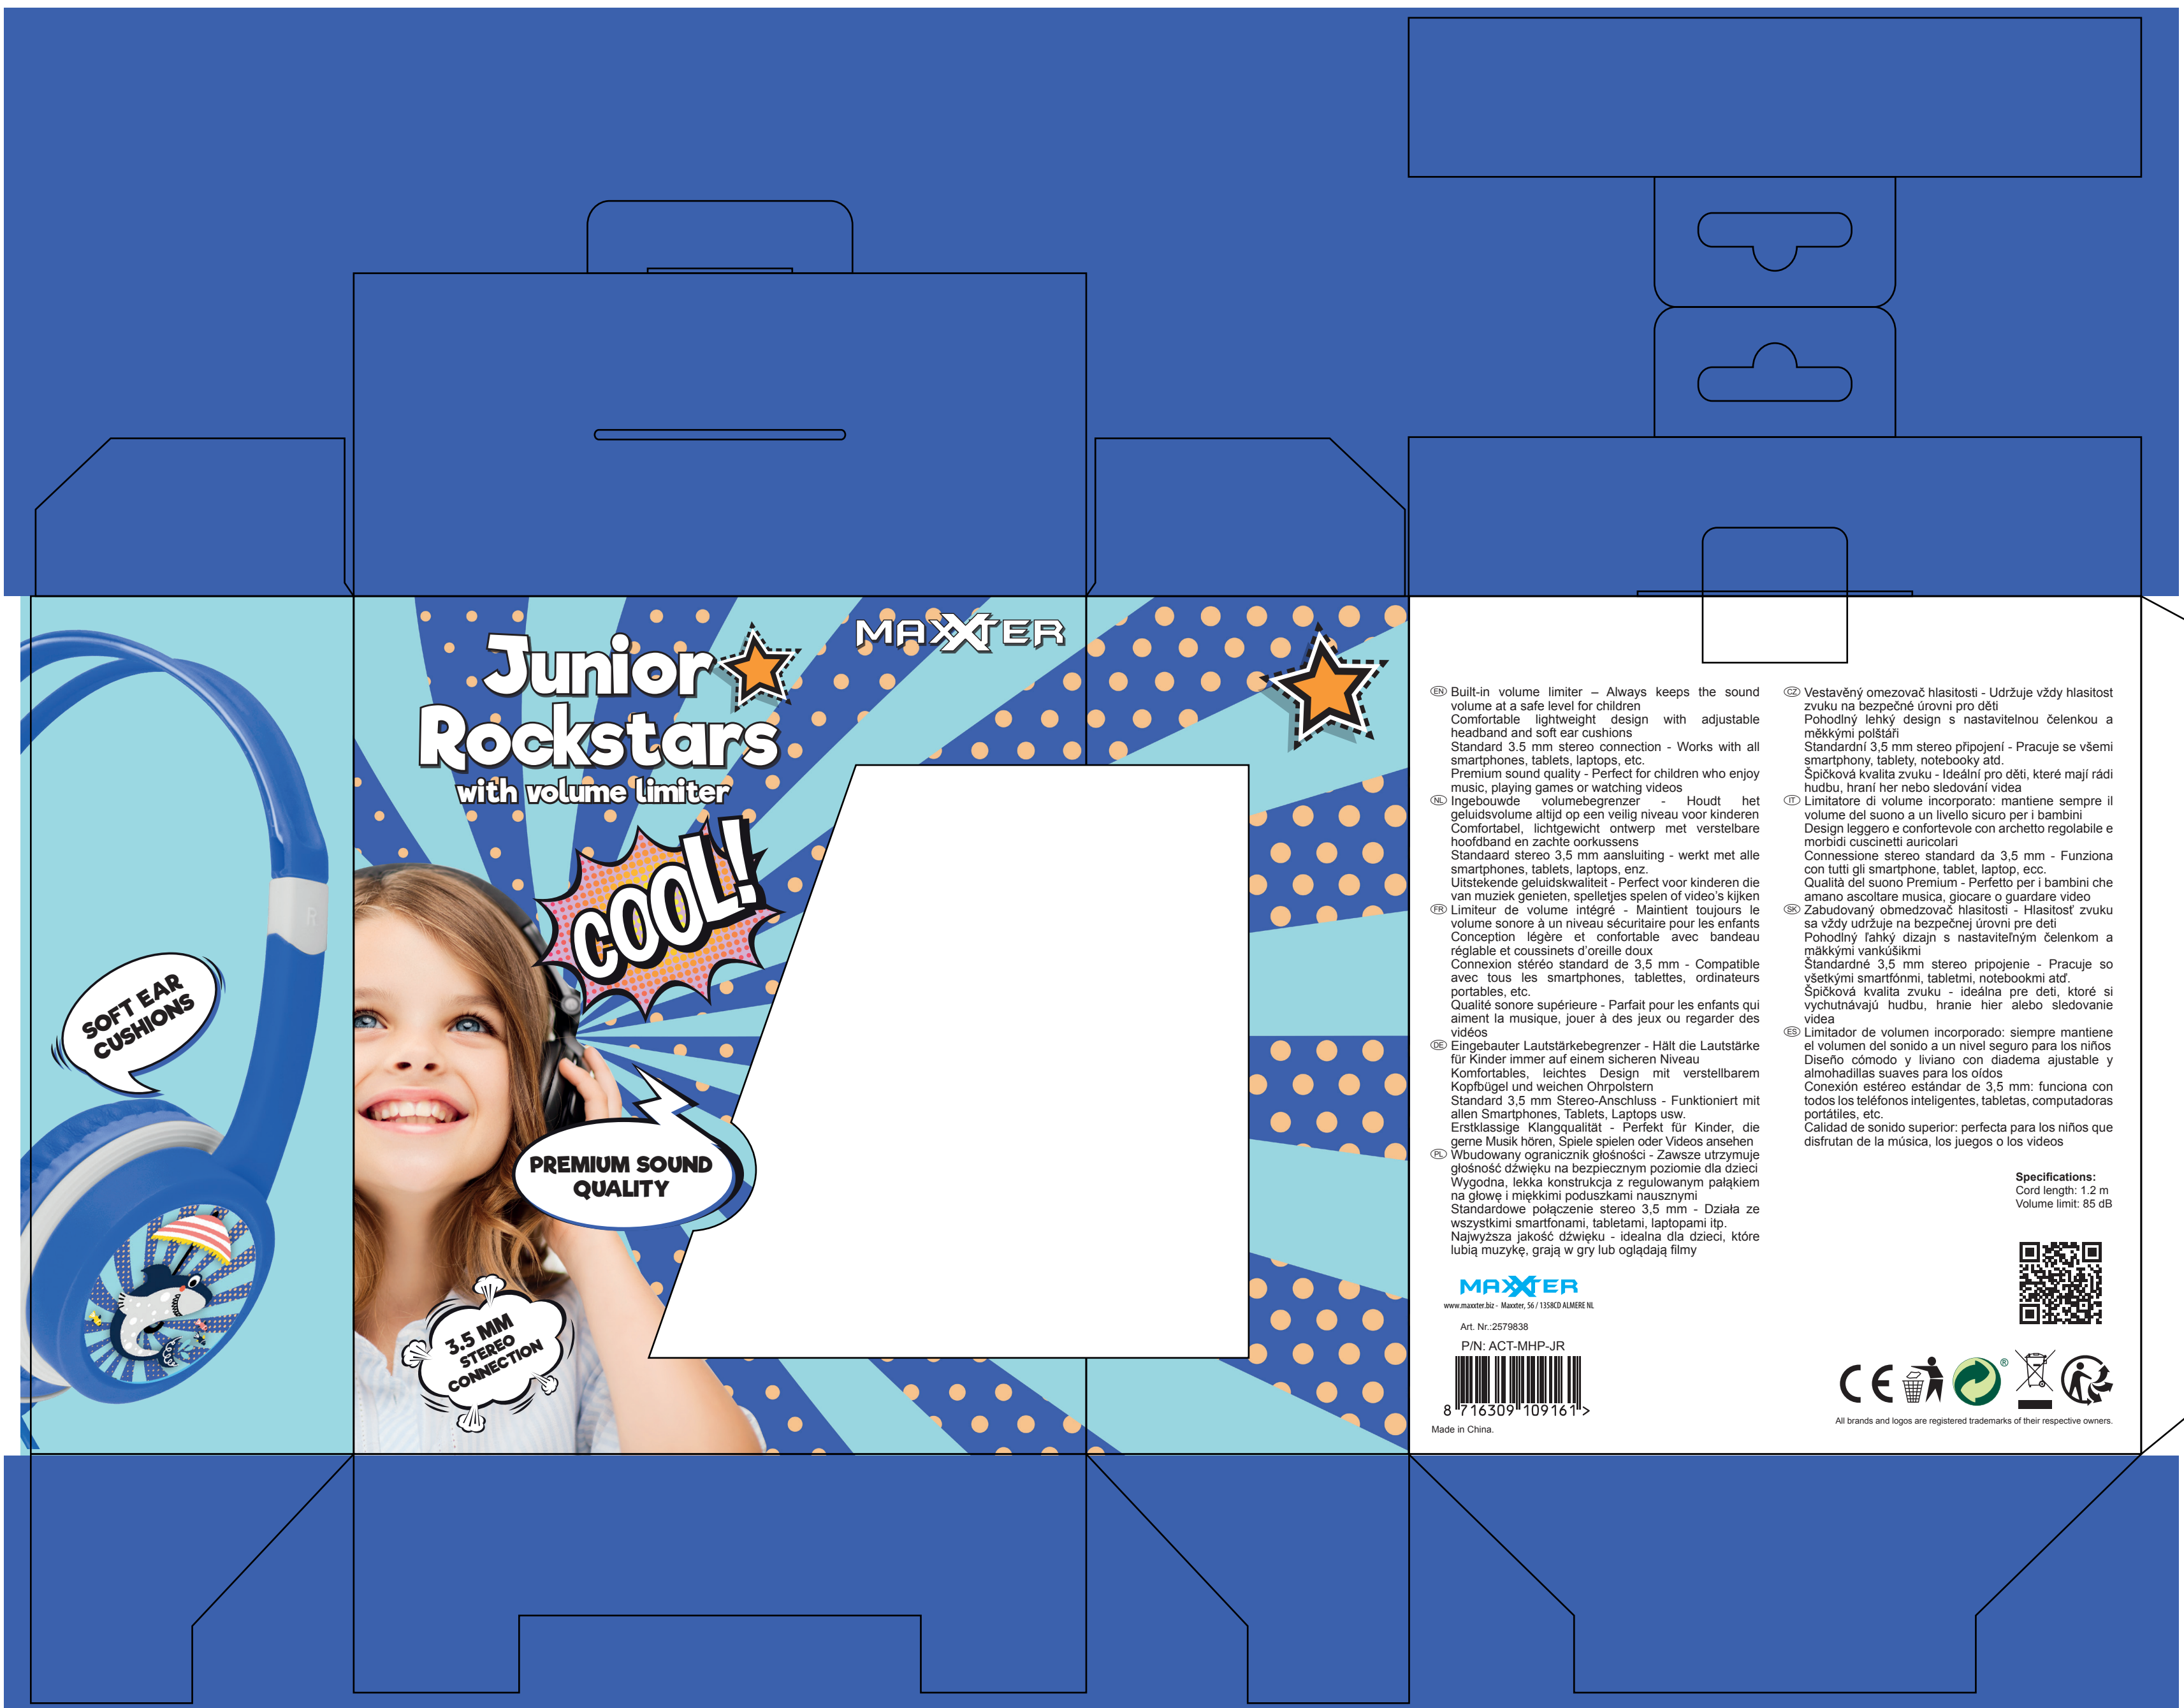 R
SOFT EAR
CUSHIONS
Junior
Rockstars
with volume limiter
MAXXTER
COOL!
PREMIUM SOUND
QUALITY
3.5 MM
STEREO
CONNECTION
EN Built-in volume limiter – Always keeps the sound
volume at a safe level for children
Comfortable lightweight design with adjustable
headband and soft ear cushions
Standard 3.5 mm stereo connection - Works with all
smartphones, tablets, laptops, etc.
Premium sound quality - Perfect for children who enjoy
music, playing games or watching videos
NL Ingebouwde volumebegrenzer - Houdt het
geluidsvolume altijd op een veilig niveau voor kinderen
Comfortabel, lichtgewicht ontwerp met verstelbare
hoofdband en zachte oorkussens
Standaard stereo 3,5 mm aansluiting - werkt met alle
smartphones, tablets, laptops, enz.
Uitstekende geluidskwaliteit - Perfect voor kinderen die
van muziek genieten, spelletjes spelen of video's kijken
FR Limiteur de volume intégré - Maintient toujours le
volume sonore à un niveau sécuritaire pour les enfants
Conception légère et confortable avec bandeau
réglable et coussinets d'oreille doux
Connexion stéréo standard de 3,5 mm - Compatible
avec tous les smartphones, tablettes, ordinateurs
portables, etc.
Qualité sonore supérieure - Parfait pour les enfants qui
aiment la musique, jouer à des jeux ou regarder des
vidéos
DE Eingebauter Lautstärkebegrenzer - Hält die Lautstärke
für Kinder immer auf einem sicheren Niveau
Komfortables, leichtes Design mit verstellbarem
Kopfbügel und weichen Ohrpolstern
Standard 3,5 mm Stereo-Anschluss - Funktioniert mit
allen Smartphones, Tablets, Laptops usw.
Erstklassige Klangqualität - Perfekt für Kinder, die
gerne Musik hören, Spiele spielen oder Videos ansehen
PL Wbudowany ogranicznik głośności - Zawsze utrzymuje
głośność dźwięku na bezpiecznym poziomie dla dzieci
Wygodna, lekka konstrukcja z regulowanym pałąkiem
na głowę i miękkimi poduszkami nausznymi
Standardowe połączenie stereo 3,5 mm - Działa ze
wszystkimi smartfonami, tabletami, laptopami itp.
Najwyższa jakość dźwięku - idealna dla dzieci, które
lubią muzykę, grają w gry lub oglądają filmy
MAXXTER
www.maxxter.biz - Maxxter, 56 / 1358CD ALMERE NL
Art. Nr.:2579838
P/N: ACT-MHP-JR
8 716309 109161 >
Made in China.
CZ Vestavěný omezovač hlasitosti - Udržuje vždy hlasitost
zvuku na bezpečné úrovni pro děti
Pohodlný lehký design s nastavitelnou čelenkou a
měkkými polštáři
Standardní 3,5 mm stereo připojení - Pracuje se všemi
smartphony, tablety, notebooky atd.
Špičková kvalita zvuku - Ideální pro děti, které mají rádi
hudbu, hraní her nebo sledování videa
IT Limitatore di volume incorporato: mantiene sempre il
volume del suono a un livello sicuro per i bambini
Design leggero e confortevole con archetto regolabile e
morbidi cuscinetti auricolari
Connessione stereo standard da 3,5 mm - Funziona
con tutti gli smartphone, tablet, laptop, ecc.
Qualità del suono Premium - Perfetto per i bambini che
amano ascoltare musica, giocare o guardare video
SK Zabudovaný obmedzovač hlasitosti - Hlasitosť zvuku
sa vždy udržuje na bezpečnej úrovni pre deti
Pohodlný ľahký dizajn s nastaviteľným čelenkom a
mäkkými vankúšikmi
Štandardné 3,5 mm stereo pripojenie - Pracuje so
všetkými smartfónmi, tabletmi, notebookmi atď.
Špičková kvalita zvuku - ideálna pre deti, ktoré si
vychutnávajú hudbu, hranie hier alebo sledovanie
videa
ES Limitador de volumen incorporado: siempre mantiene
el volumen del sonido a un nivel seguro para los niños
Diseño cómodo y liviano con diadema ajustable y
almohadillas suaves para los oídos
Conexión estéreo estándar de 3,5 mm: funciona con
todos los teléfonos inteligentes, tabletas, computadoras
portátiles, etc.
Calidad de sonido superior: perfecta para los niños que
disfrutan de la música, los juegos o los videos
Specifications:
Cord length: 1.2 m
Volume limit: 85 dB
CE ®
All brands and logos are registered trademarks of their respective owners.